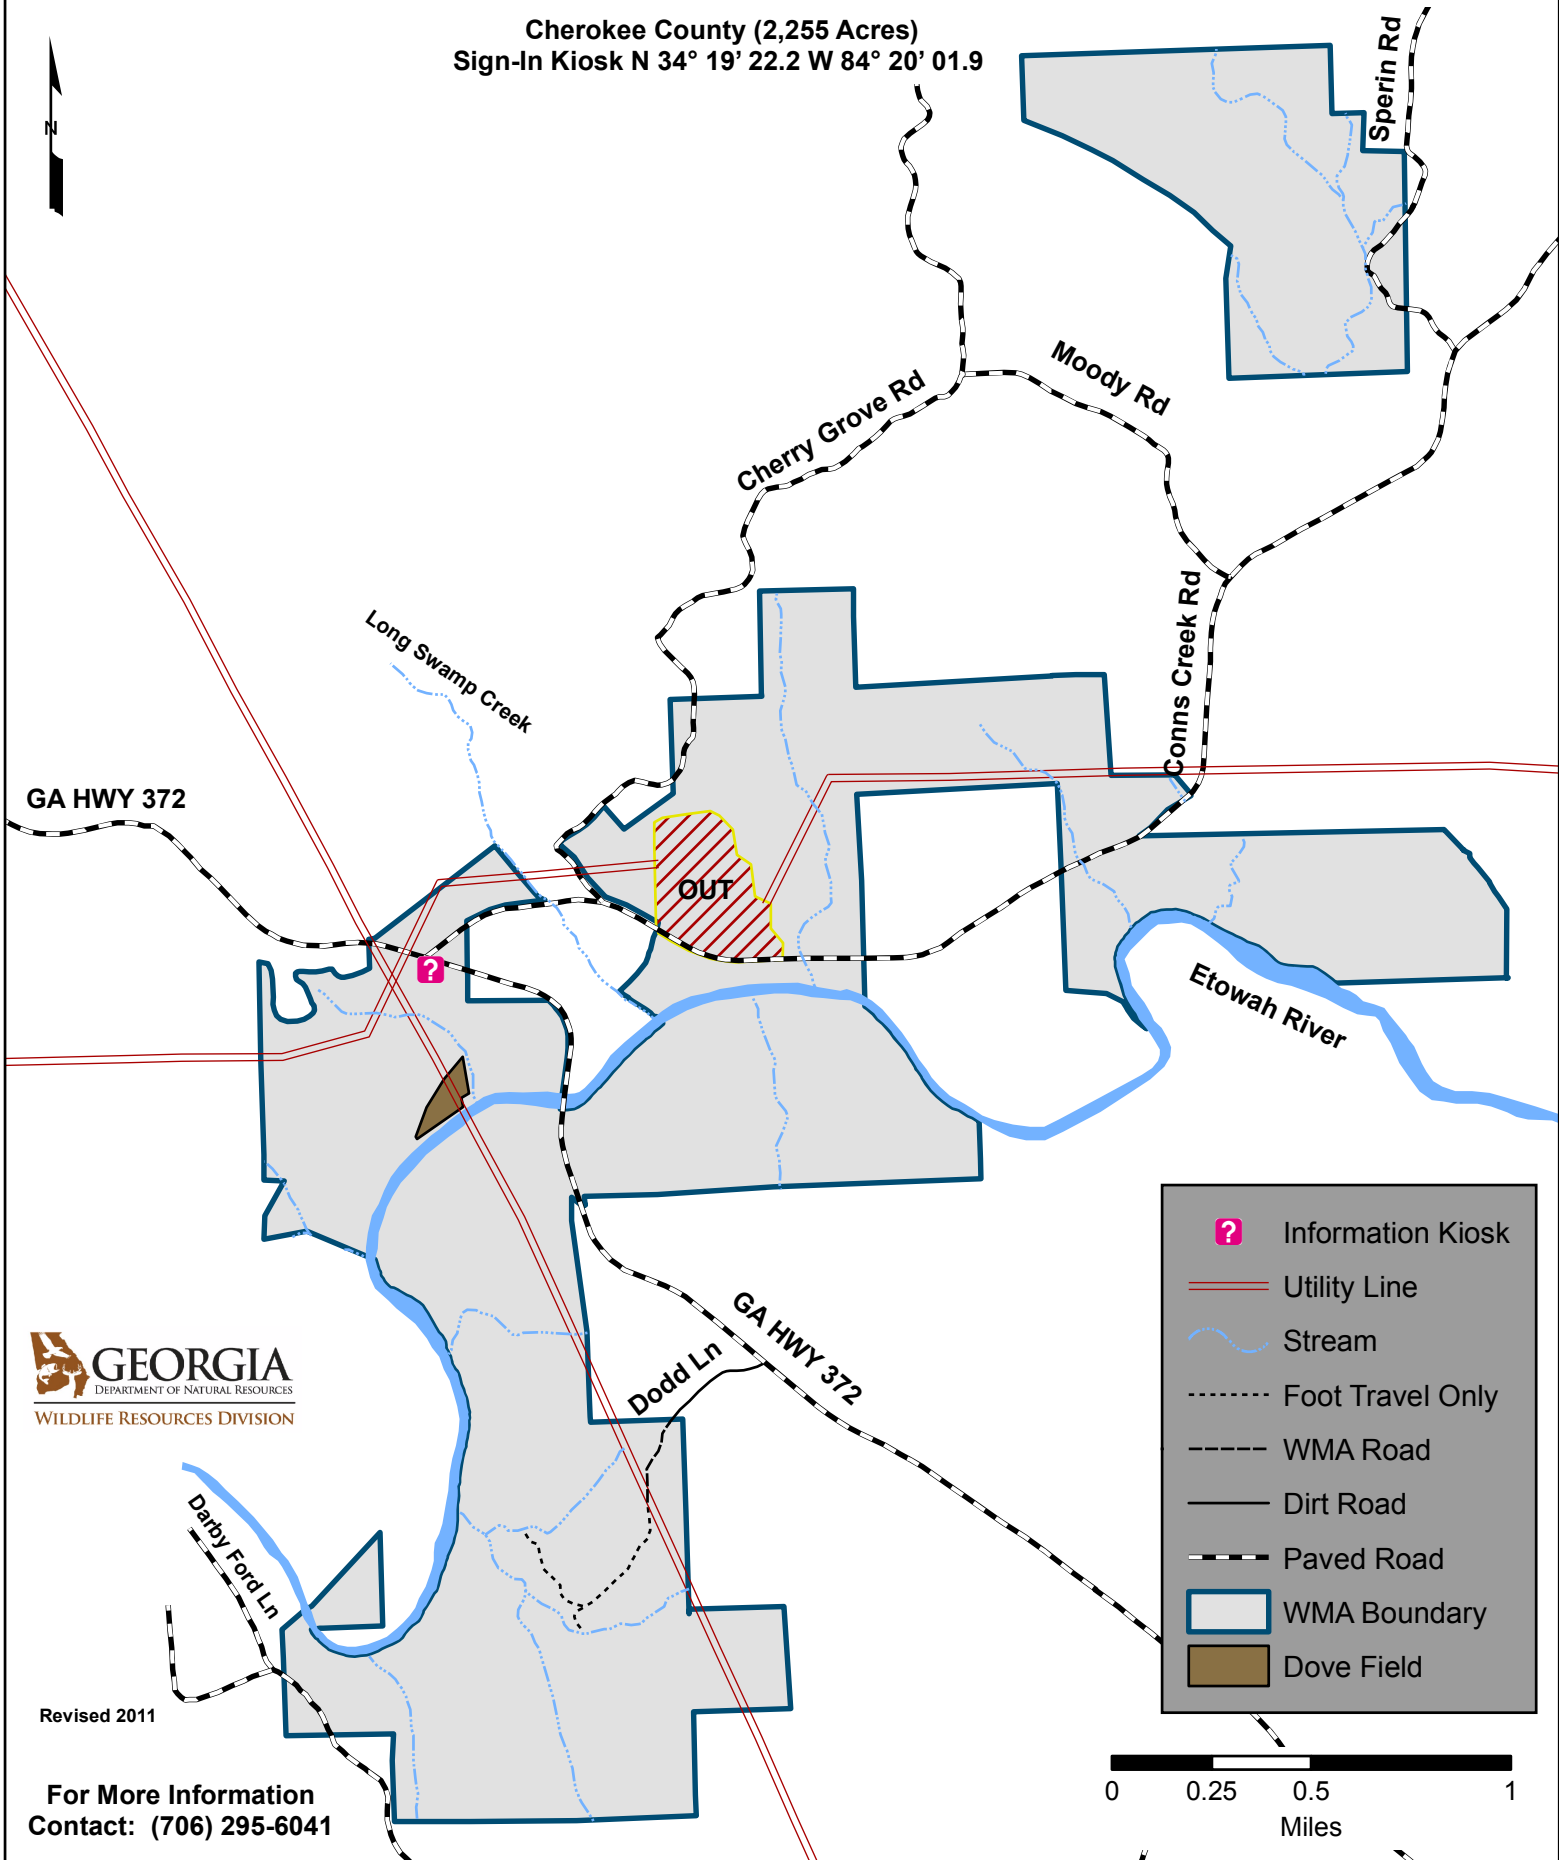 Cherokee County (2,255 Acres)
Sign-In Kiosk N 34° 19’ 22.2 W 84° 20’ 01.9
N
Sperin Rd
Moody Rd
Cherry Grove Rd
Conns Creek Rd
Long Swamp Creek
GA HWY 372
OUT
?
Etowah River
GA HWY 372
Dodd Ln
Darby Ford Ln
GEORGIA
DEPARTMENT OF NATURAL RESOURCES
WILDLIFE RESOURCES DIVISION
? Information Kiosk
Utility Line
Stream
Foot Travel Only
WMA Road
Dirt Road
Paved Road
WMA Boundary
Dove Field
Revised 2011
For More Information
Contact: (706) 295-6041
0 0.25 0.5 1
Miles